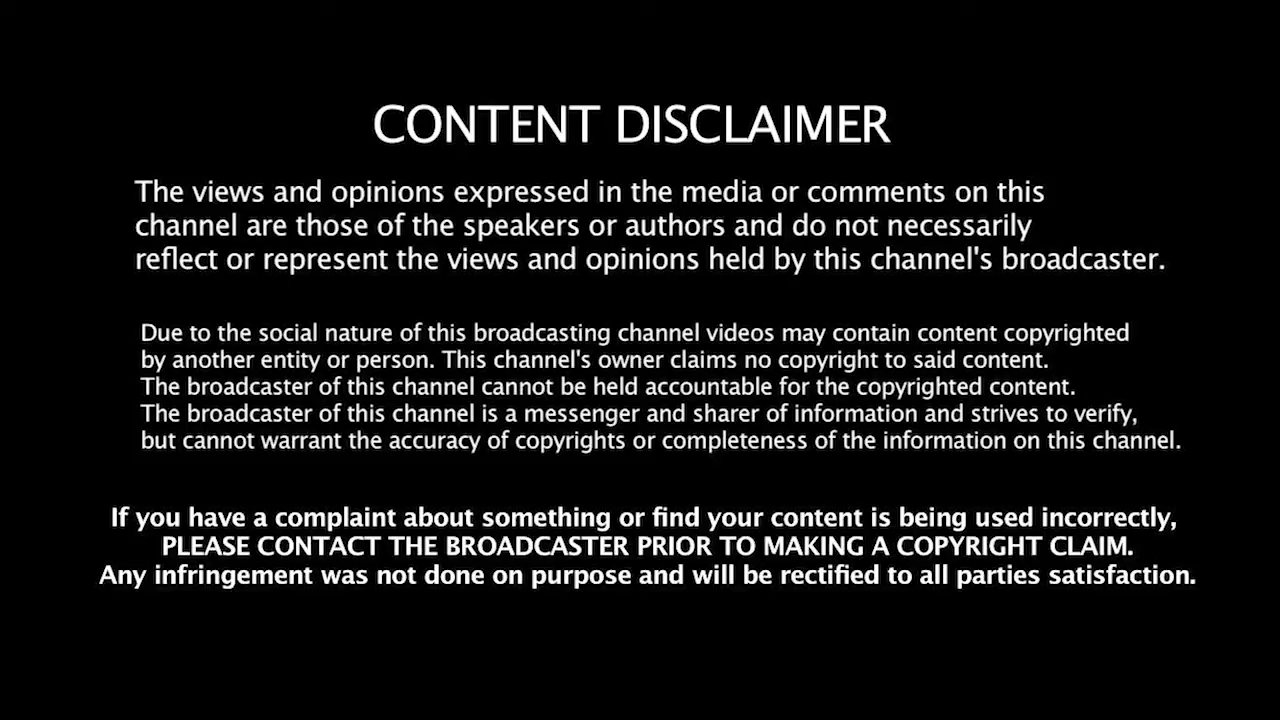 CONTENT DISCLAIMER
The views and opinions expressed in the media or comments on this
channel are those of the speakers or authors and do not necessarily
reflect or represent the views and opinions held by this channel's broadcaster.
Due to the social nature of this broadcasting channel videos may contain content copyrighted
by another entity or person. This channel's owner claims no copyright to said content.
The broadcaster of this channel cannot be held accountable for the copyrighted content.
The broadcaster of this channel is a messenger and sharer of information and strives to verify,
but cannot warrant the accuracy of copyrights or completeness of the information on this channel.
If you have a complaint about something or find your content is being used incorrectly,
PLEASE CONTACT THE BROADCASTER PRIOR TO MAKING A COPYRIGHT CLAIM.
Any infringement was not done on purpose and will be rectified to all parties satisfaction.